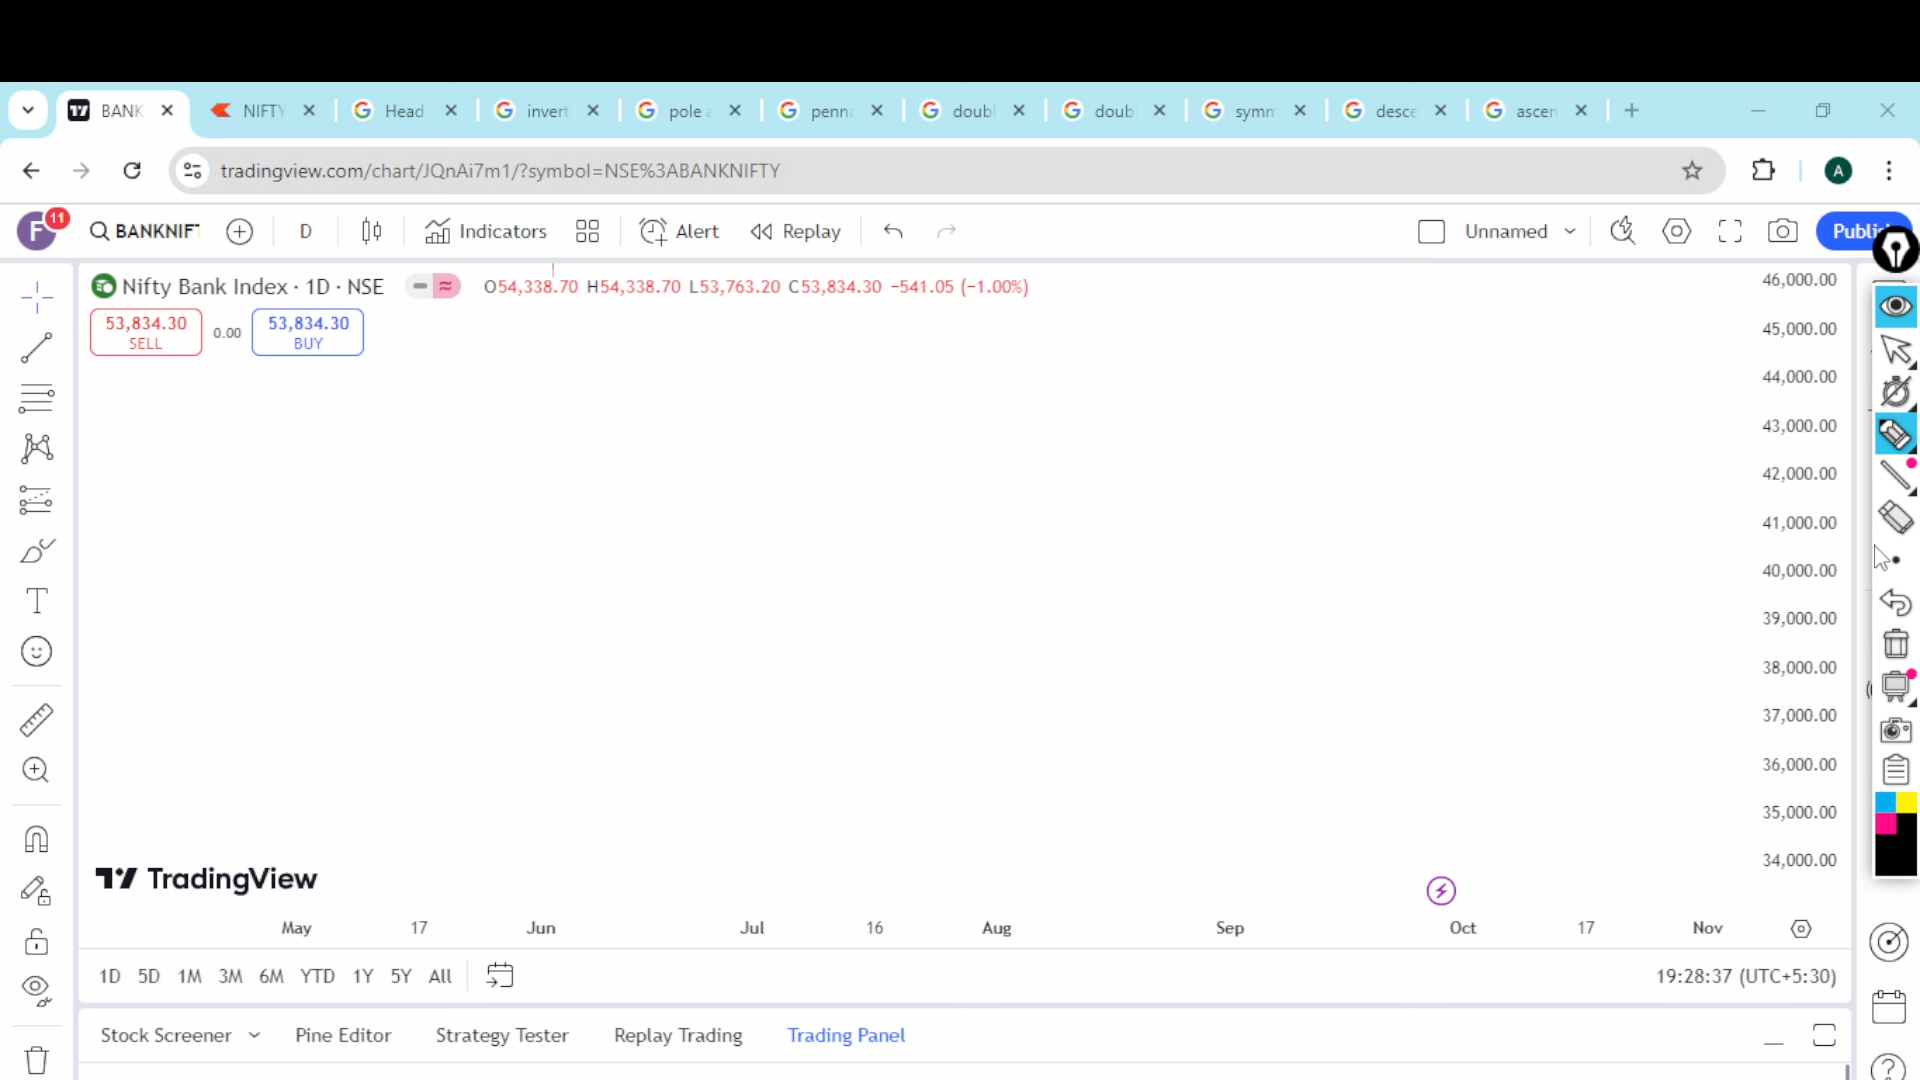 BANK
NIFTY
Head
invert
pole a
penna
doubl
doub
symm
desce
ascen
tradingview.com/chart/JQnAi7m1/?symbol=NSE%3ABANKNIFTY
A
F 11
BANKNIFT
D
Indicators
Alert
Replay
Unnamed
Publish
Nifty Bank Index · 1D · NSE
O54,338.70 H54,338.70 L53,763.20 C53,834.30 −541.05 (−1.00%)
53,834.30
SELL
0.00
53,834.30
BUY
46,000.00
45,000.00
44,000.00
43,000.00
42,000.00
41,000.00
40,000.00
39,000.00
38,000.00
37,000.00
36,000.00
35,000.00
34,000.00
TradingView
May 17 Jun Jul 16 Aug Sep Oct 17 Nov
1D 5D 1M 3M 6M YTD 1Y 5Y All
19:28:37 (UTC+5:30)
Stock Screener Pine Editor Strategy Tester Replay Trading Trading Panel